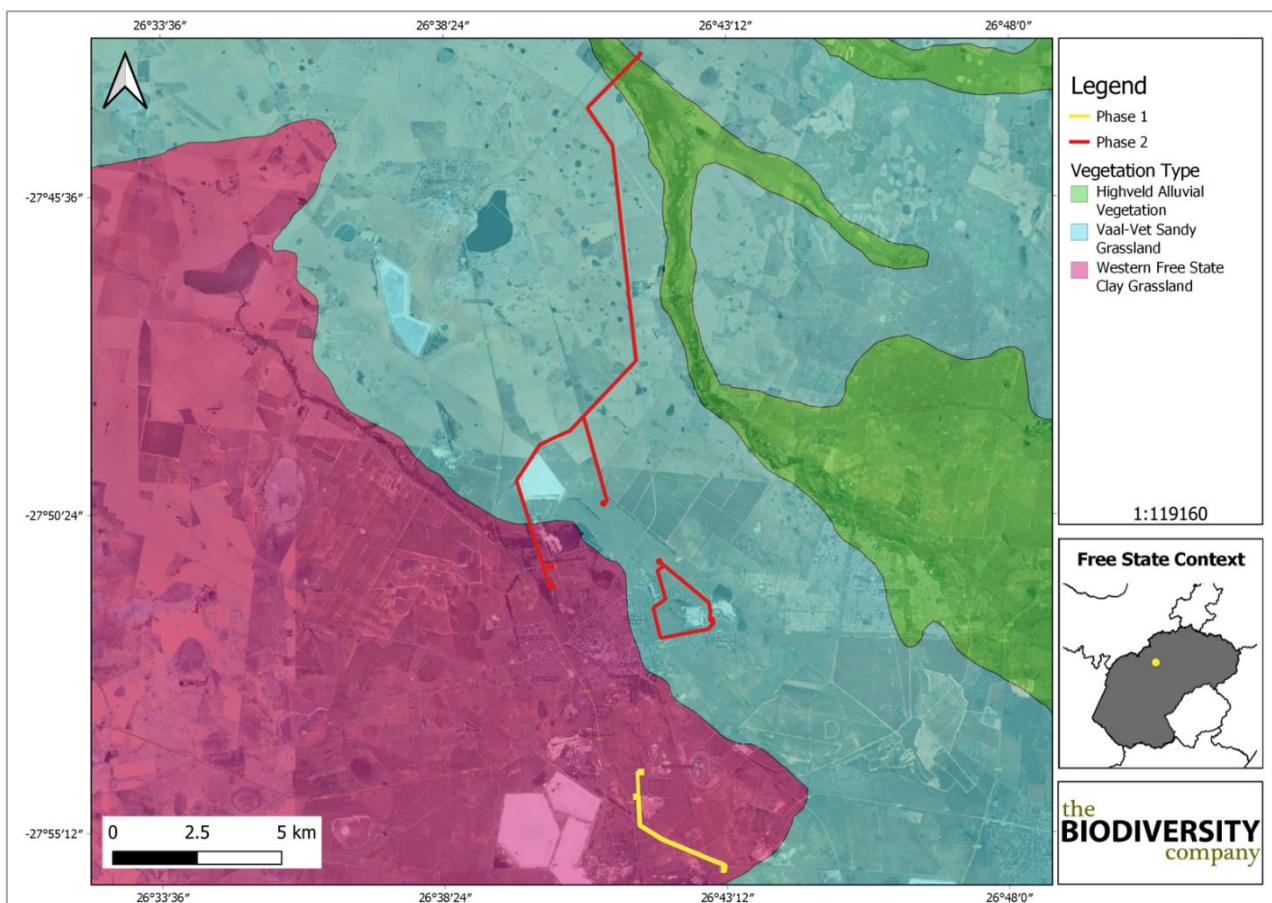 26°33′36″ 26°38′24″ 26°43′12″ 26°48′0″
-27°45′36″
-27°50′24″
-27°55′12″
0 2.5 5 km
26°33′36″ 26°38′24″ 26°43′12″ 26°48′0″
Legend
Phase 1
Phase 2
Vegetation Type
Highveld Alluvial
Vegetation
Vaal-Vet Sandy
Grassland
Western Free State
Clay Grassland
1:119160
Free State Context
the
BIODIVERSITY
company